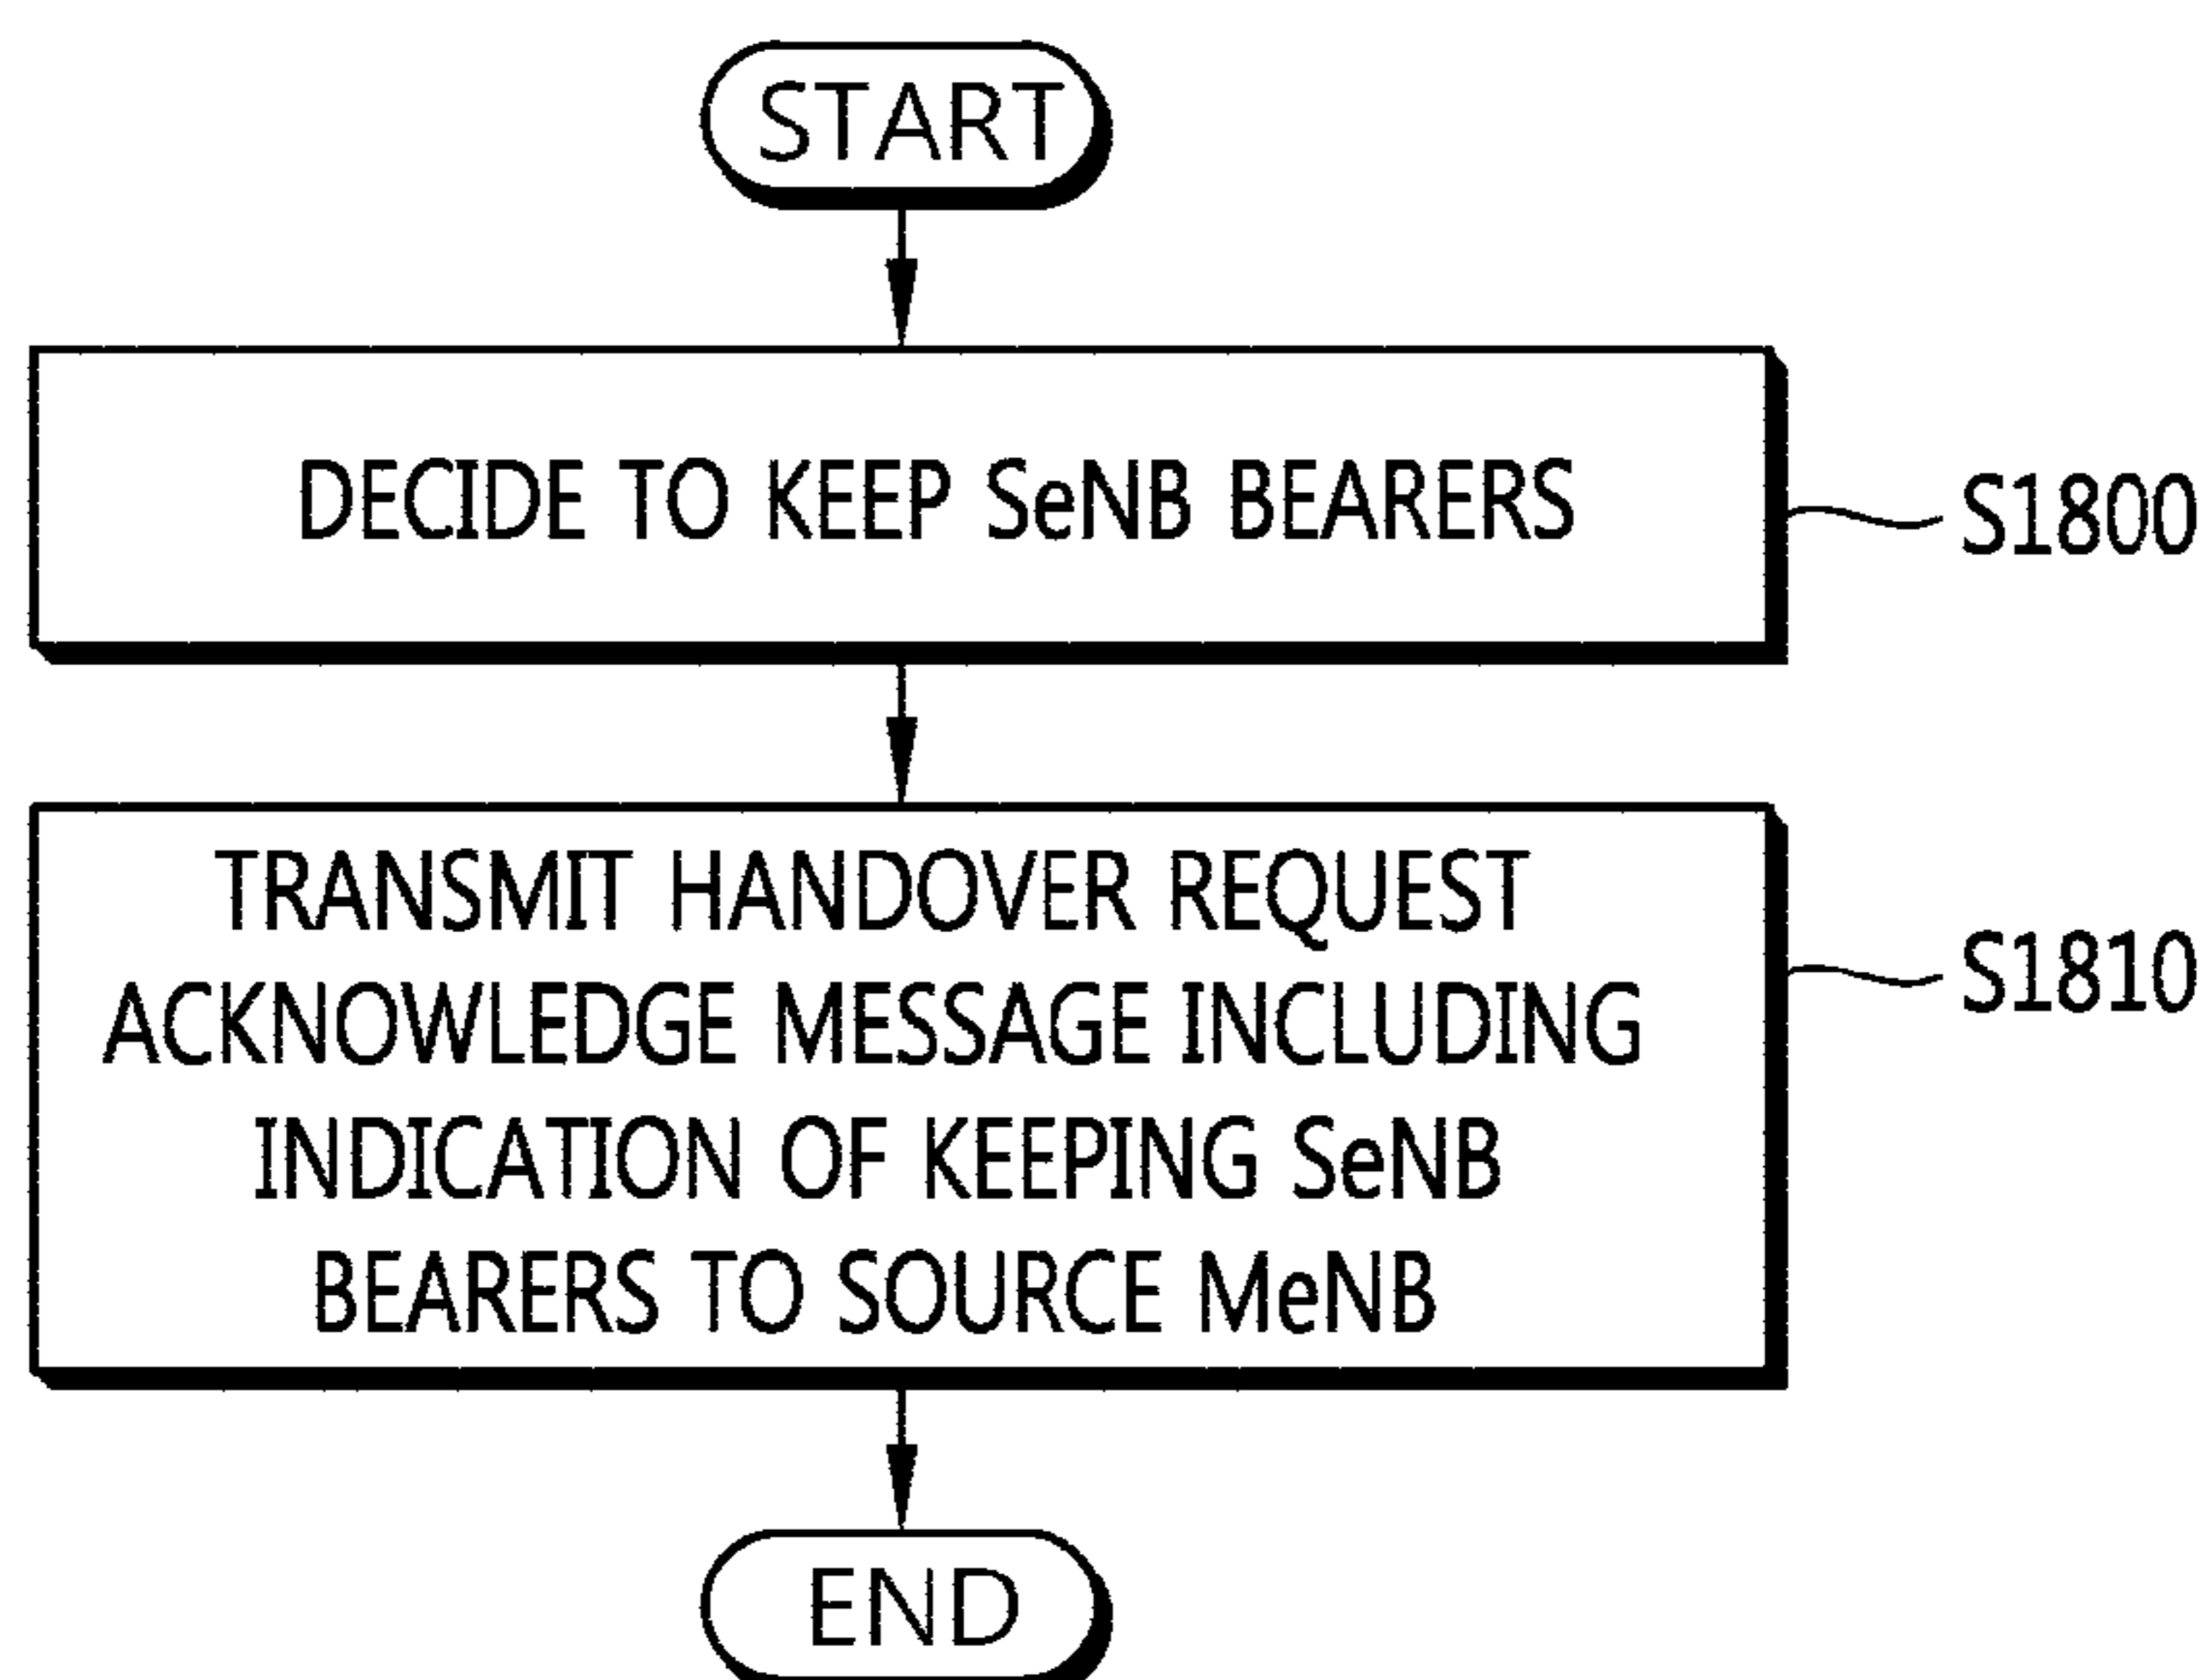 START
DECIDE TO KEEP SeNB BEARERS
S1800
TRANSMIT HANDOVER REQUEST
ACKNOWLEDGE MESSAGE INCLUDING
INDICATION OF KEEPING SeNB
BEARERS TO SOURCE MeNB
S1810
END